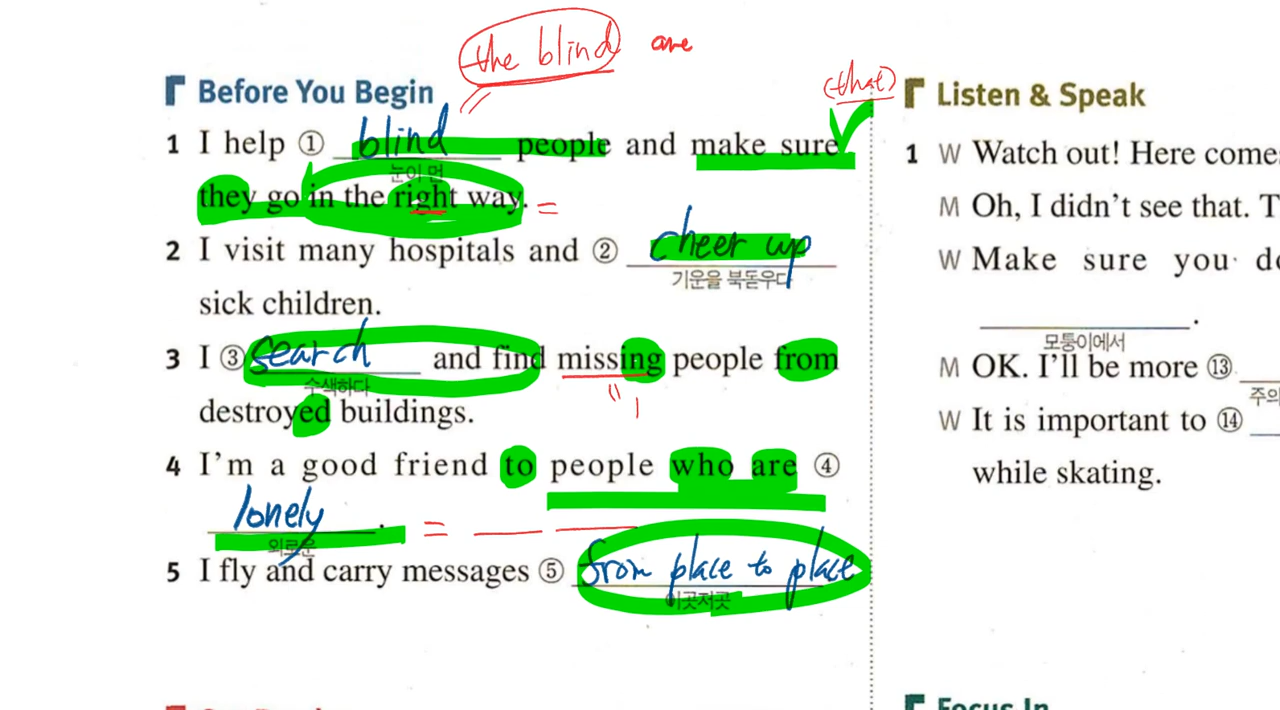 the blind are
(that)
Before You Begin
1 I help ① blind people and make sure
눈이 먼
they go in the right way. =
2 I visit many hospitals and ② cheer up
기운을 북돋우다
sick children.
3 I ③ search and find missing people from
수색하다
destroyed buildings.
4 I'm a good friend to people who are ④
lonely. =
외로운
5 I fly and carry messages ⑤ from place to place
이곳저곳
Listen & Speak
1 W Watch out! Here come
M Oh, I didn't see that. T
W Make sure you do
.
모퉁이에서
M OK. I'll be more ⑬
주의
W It is important to ⑭
while skating.
Focus In